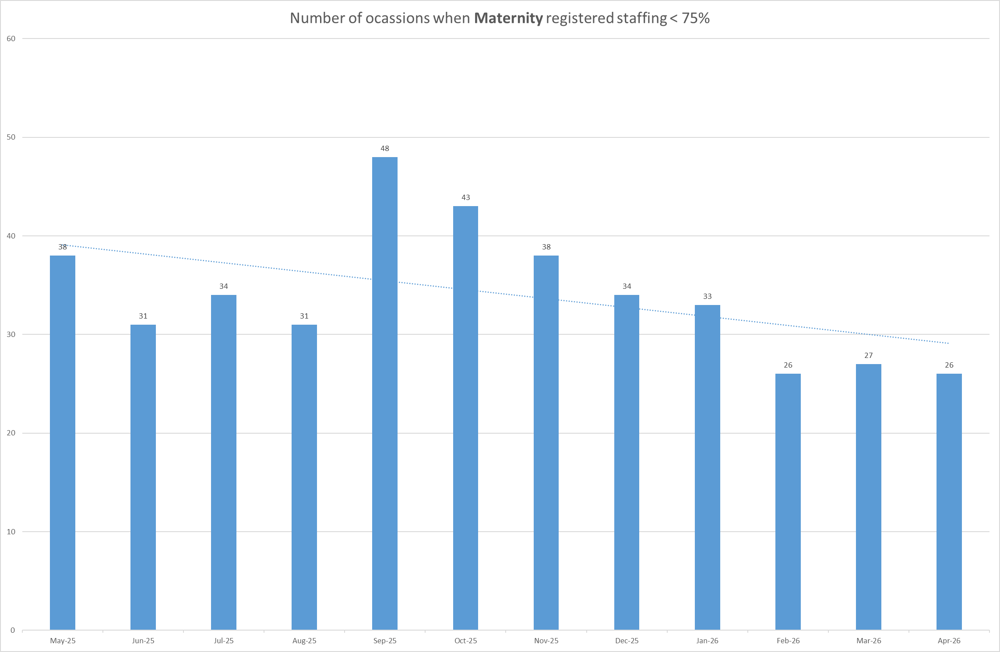 Number of ocassions when Maternity registered staffing < 75%
60
50
40
30
20
10
0
38
31
34
31
48
43
38
34
33
26
27
26
May-25
Jun-25
Jul-25
Aug-25
Sep-25
Oct-25
Nov-25
Dec-25
Jan-26
Feb-26
Mar-26
Apr-26